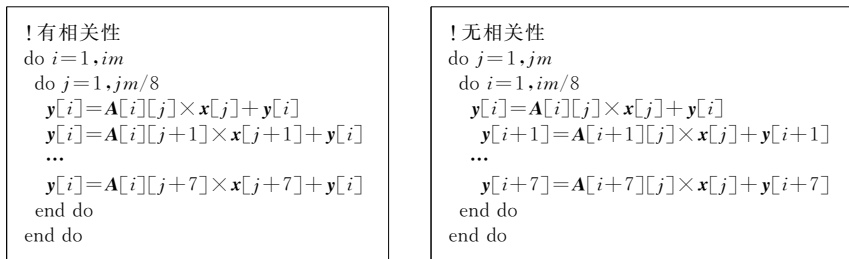 !有相关性
do i=1,im
do j=1,jm/8
y[i]=A[i][j]×x[j]+y[i]
y[i]=A[i][j+1]×x[j+1]+y[i]
…
y[i]=A[i][j+7]×x[j+7]+y[i]
end do
end do
!无相关性
do j=1,jm
do i=1,im/8
y[i]=A[i][j]×x[j]+y[i]
y[i+1]=A[i+1][j]×x[j]+y[i+1]
…
y[i+7]=A[i+7][j]×x[j]+y[i+7]
end do
end do